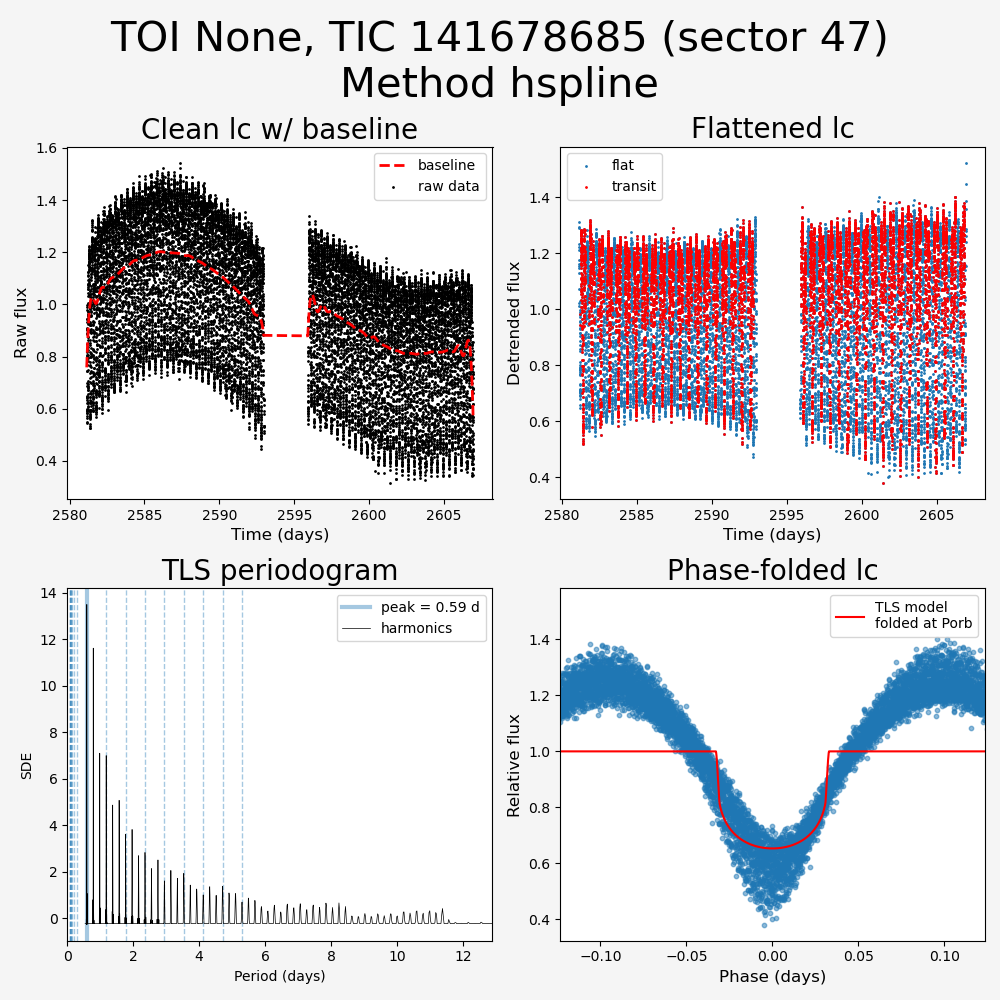 TOI None, TIC 141678685 (sector 47)
Method hspline
Clean lc w/ baseline
Flattened lc
1.6
1.4
1.2
1.0
0.8
0.6
0.4
Raw flux
baseline
raw data
2580
2585
2590
2595
2600
2605
Time (days)
1.4
1.2
1.0
0.8
0.6
0.4
Detrended flux
flat
transit
2580
2585
2590
2595
2600
2605
Time (days)
TLS periodogram
Phase-folded lc
14
12
10
8
6
4
2
0
SDE
peak = 0.59 d
harmonics
0
2
4
6
8
10
12
Period (days)
1.4
1.2
1.0
0.8
0.6
0.4
Relative flux
TLS model
folded at Porb
−0.10
−0.05
0.00
0.05
0.10
Phase (days)